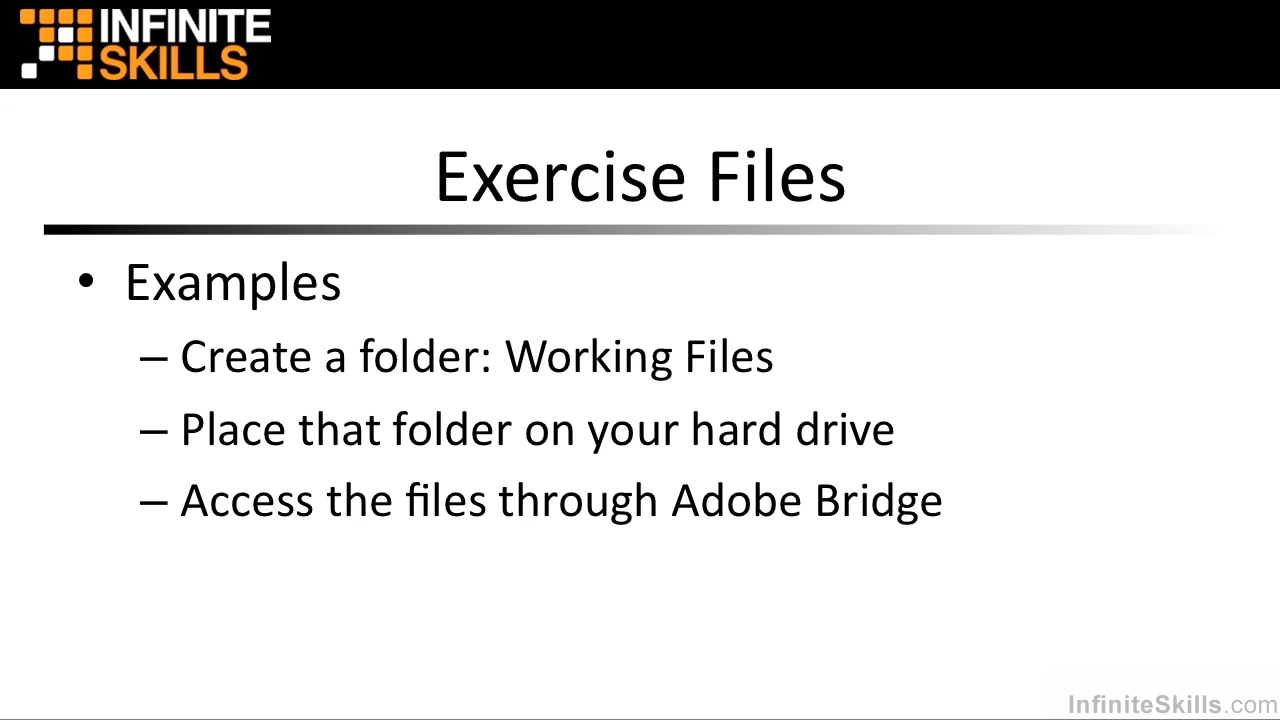 INFINITE
SKILLS
Exercise Files
• Examples
– Create a folder: Working Files
– Place that folder on your hard drive
– Access the files through Adobe Bridge
InfiniteSkills.com